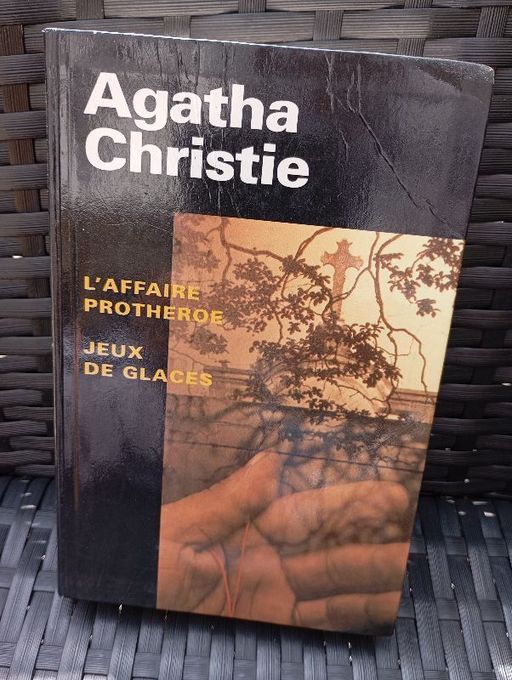 Agatha
Christie
L'AFFAIRE
PROTHEROE
JEUX
DE GLACES